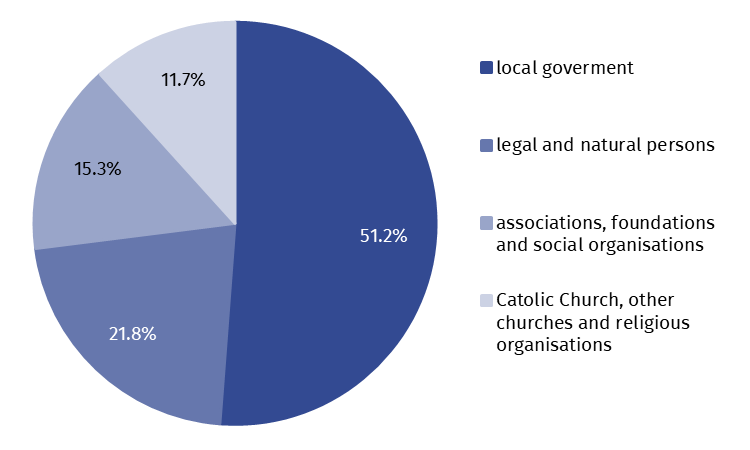 11.7%
15.3%
51.2%
21.8%
local goverment
legal and natural persons
associations, foundations
and social organisations
Catolic Church, other
churches and religious
organisations